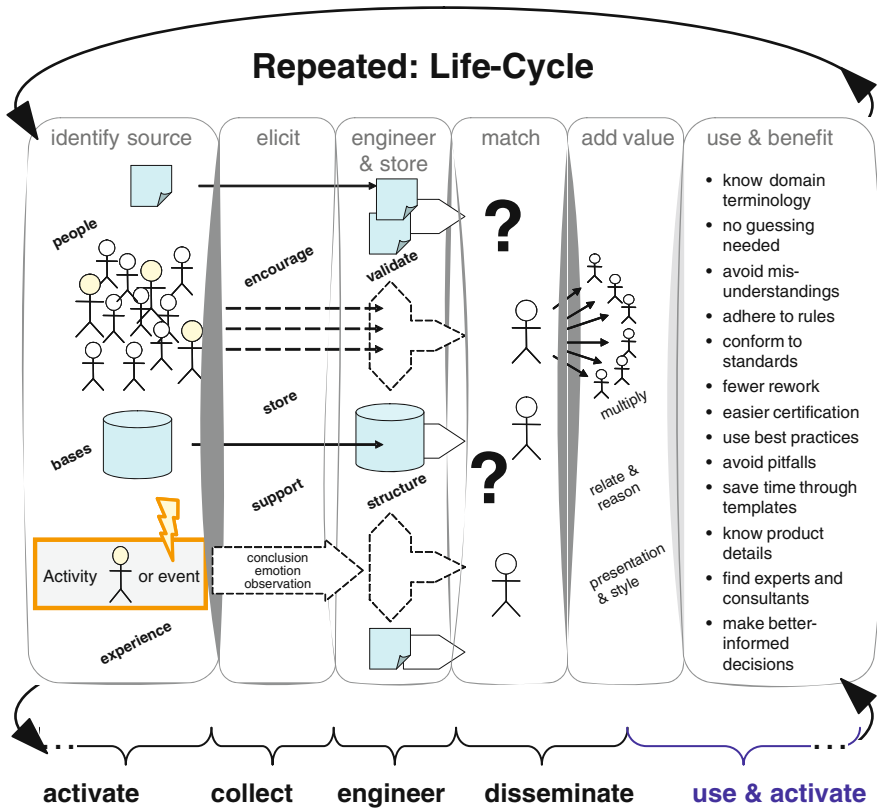 Repeated: Life-Cycle
identify source
elicit
engineer
& store
match
add value
use & benefit
people
encourage
validate
?
bases
store
structure
?
multiply
support
relate &
reason
Activity
or event
conclusion
emotion
observation
presentation
& style
experience
• know domain
terminology
• no guessing
needed
• avoid mis-
understandings
• adhere to rules
• conform to
standards
• fewer rework
• easier certification
• use best practices
• avoid pitfalls
• save time through
templates
• know product
details
• find experts and
consultants
• make better-
informed
decisions
...
...
activate
collect
engineer
disseminate
use & activate